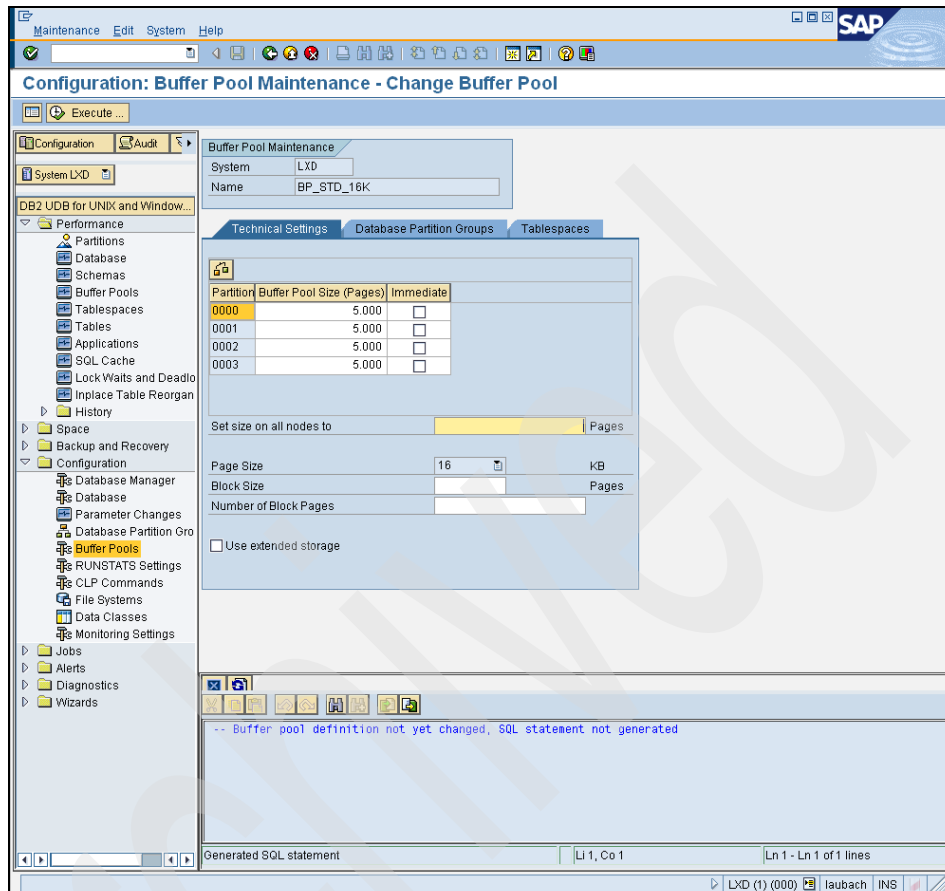 Maintenance Edit System Help
SAP
Configuration: Buffer Pool Maintenance - Change Buffer Pool
Execute ...
Configuration Audit
System LXD
DB2 UDB for UNIX and Window...
Performance
Partitions
Database
Schemas
Buffer Pools
Tablespaces
Tables
Applications
SQL Cache
Lock Waits and Deadlo
Inplace Table Reorgan
History
Space
Backup and Recovery
Configuration
Database Manager
Database
Parameter Changes
Database Partition Gro
Buffer Pools
RUNSTATS Settings
CLP Commands
File Systems
Data Classes
Monitoring Settings
Jobs
Alerts
Diagnostics
Wizards
Buffer Pool Maintenance
System LXD
Name BP_STD_16K
Technical Settings Database Partition Groups Tablespaces
Partition Buffer Pool Size (Pages) Immediate
0000 5.000
0001 5.000
0002 5.000
0003 5.000
Set size on all nodes to Pages
Page Size 16 KB
Block Size Pages
Number of Block Pages
Use extended storage
-- Buffer pool definition not yet changed, SQL statement not generated
Generated SQL statement Li 1, Co 1 Ln 1 - Ln 1 of 1 lines
LXD (1) (000) laubach INS